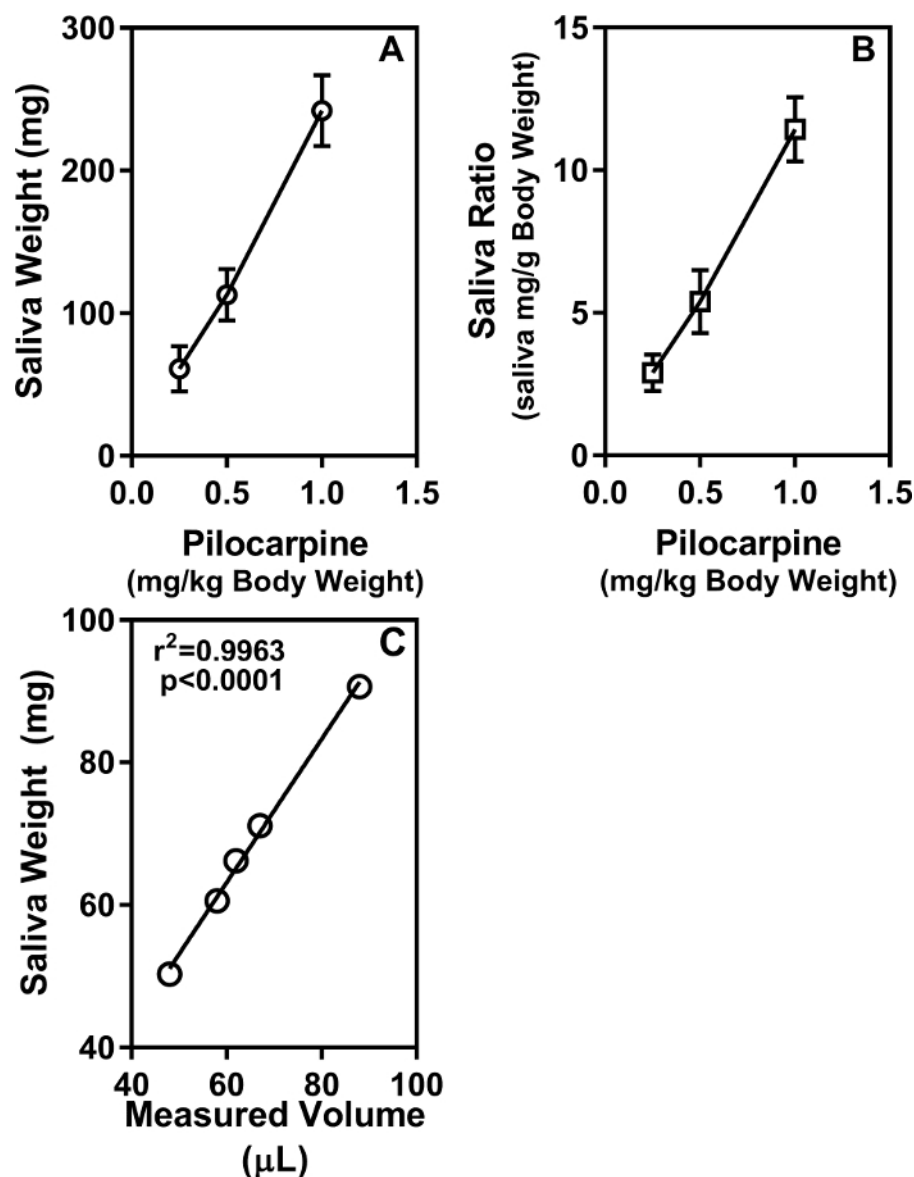 A
Saliva Weight (mg)
300
200
100
0
0.0 0.5 1.0 1.5
Pilocarpine
(mg/kg Body Weight)
B
Saliva Ratio
(saliva mg/g Body Weight)
15
10
5
0
0.0 0.5 1.0 1.5
Pilocarpine
(mg/kg Body Weight)
C
r²=0.9963
p<0.0001
Saliva Weight (mg)
100
80
60
40
40 60 80 100
Measured Volume
(μL)